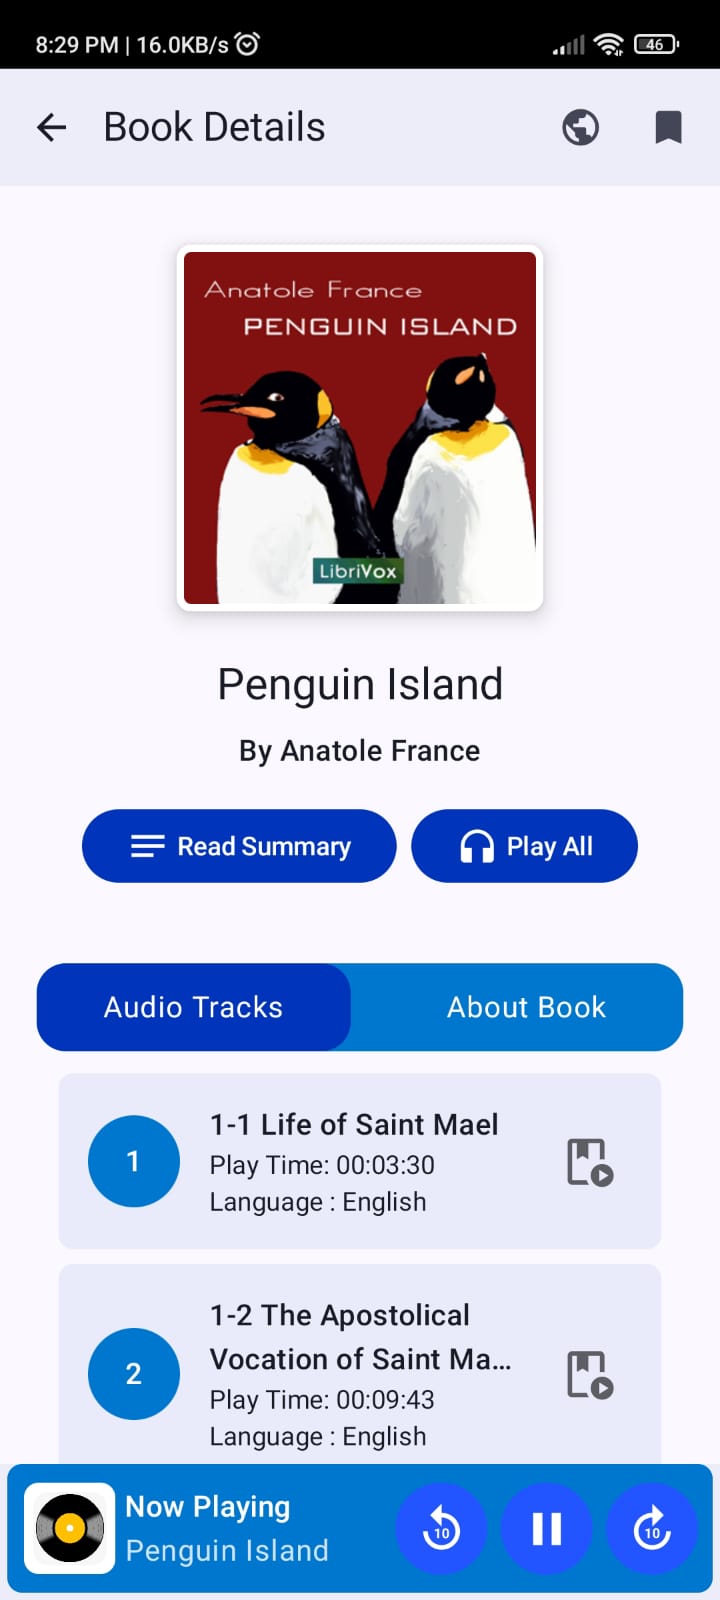 8:29 PM | 16.0KB/s 46
Book Details
Anatole France
PENGUIN ISLAND
LibriVox
Penguin Island
By Anatole France
Read Summary Play All
Audio Tracks About Book
1
1-1 Life of Saint Mael
Play Time: 00:03:30
Language : English
2
1-2 The Apostolical
Vocation of Saint Ma...
Play Time: 00:09:43
Language : English
Now Playing
Penguin Island
10 10